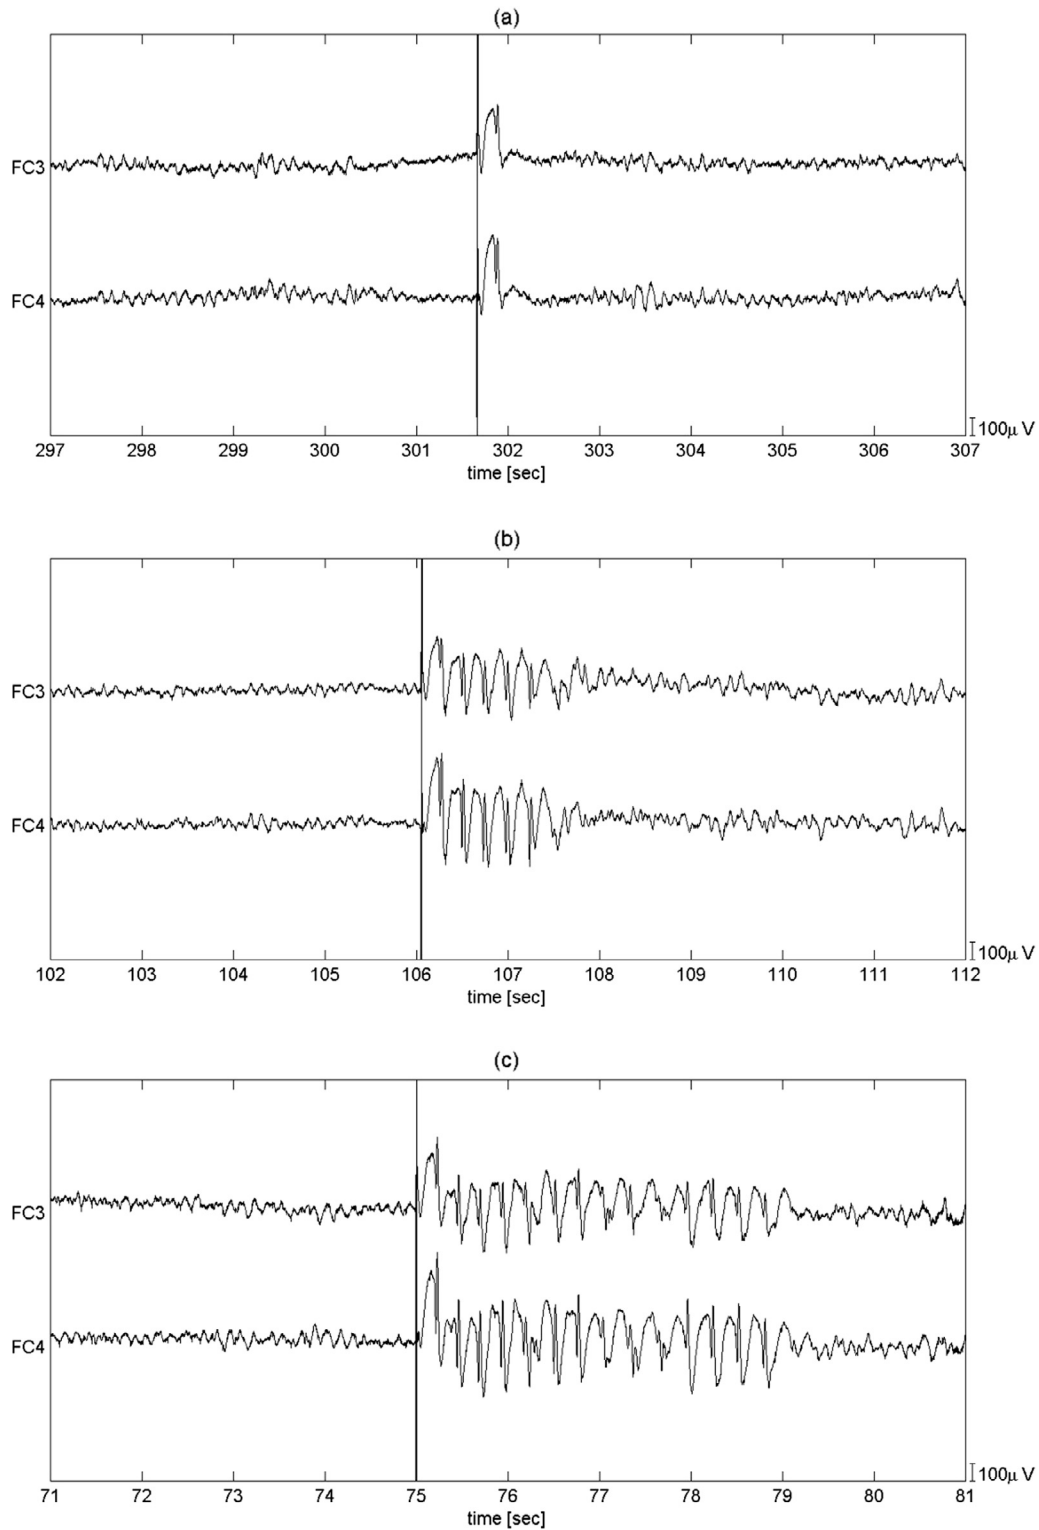 (a)
FC3
FC4
100μ V
297 298 299 300 301 302 303 304 305 306 307
time [sec]
(b)
FC3
FC4
100μ V
102 103 104 105 106 107 108 109 110 111 112
time [sec]
(c)
FC3
FC4
100μ V
71 72 73 74 75 76 77 78 79 80 81
time [sec]